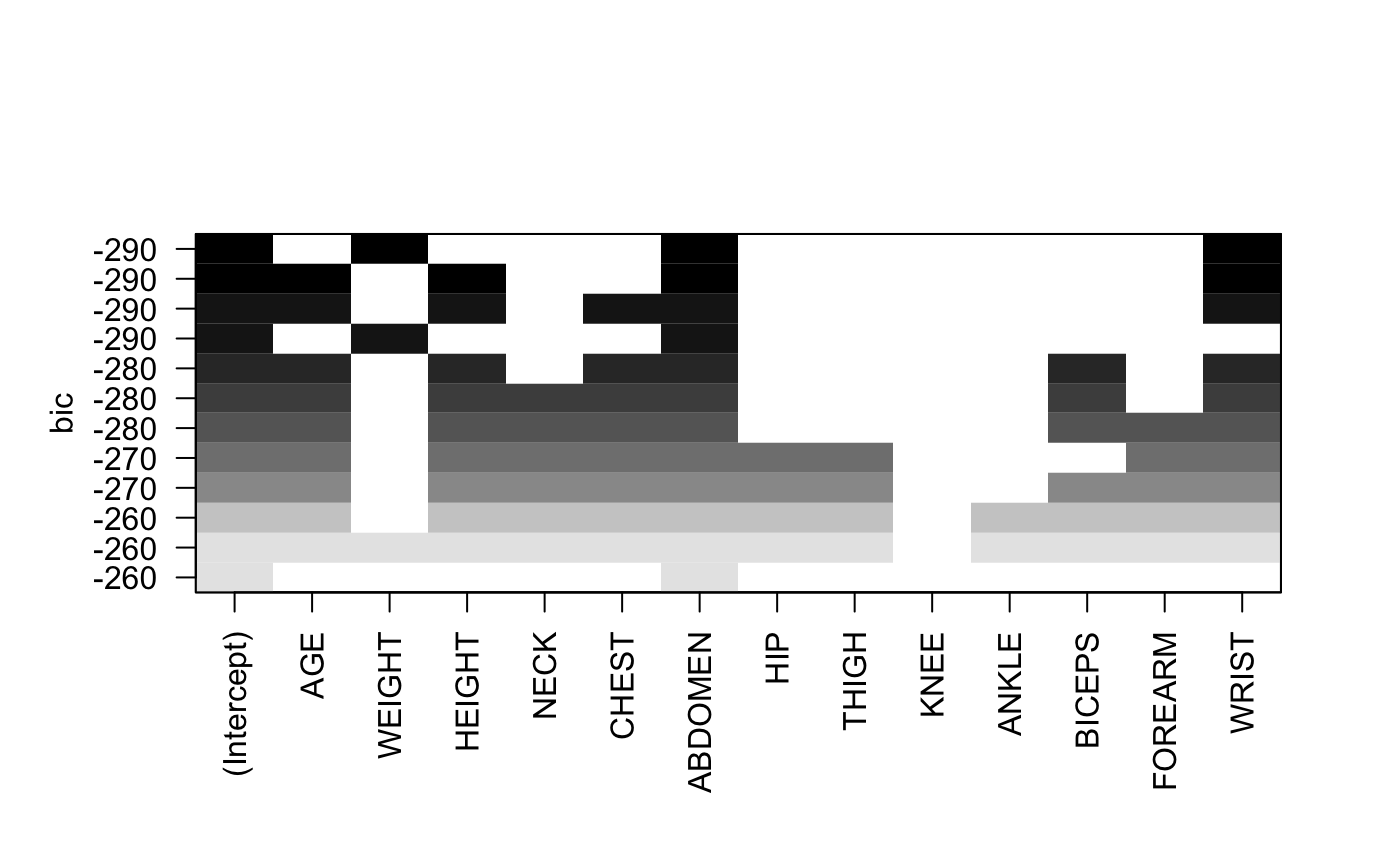 bic
-290
-290
-290
-290
-280
-280
-280
-270
-270
-260
-260
-260
(Intercept)
AGE
WEIGHT
HEIGHT
NECK
CHEST
ABDOMEN
HIP
THIGH
KNEE
ANKLE
BICEPS
FOREARM
WRIST